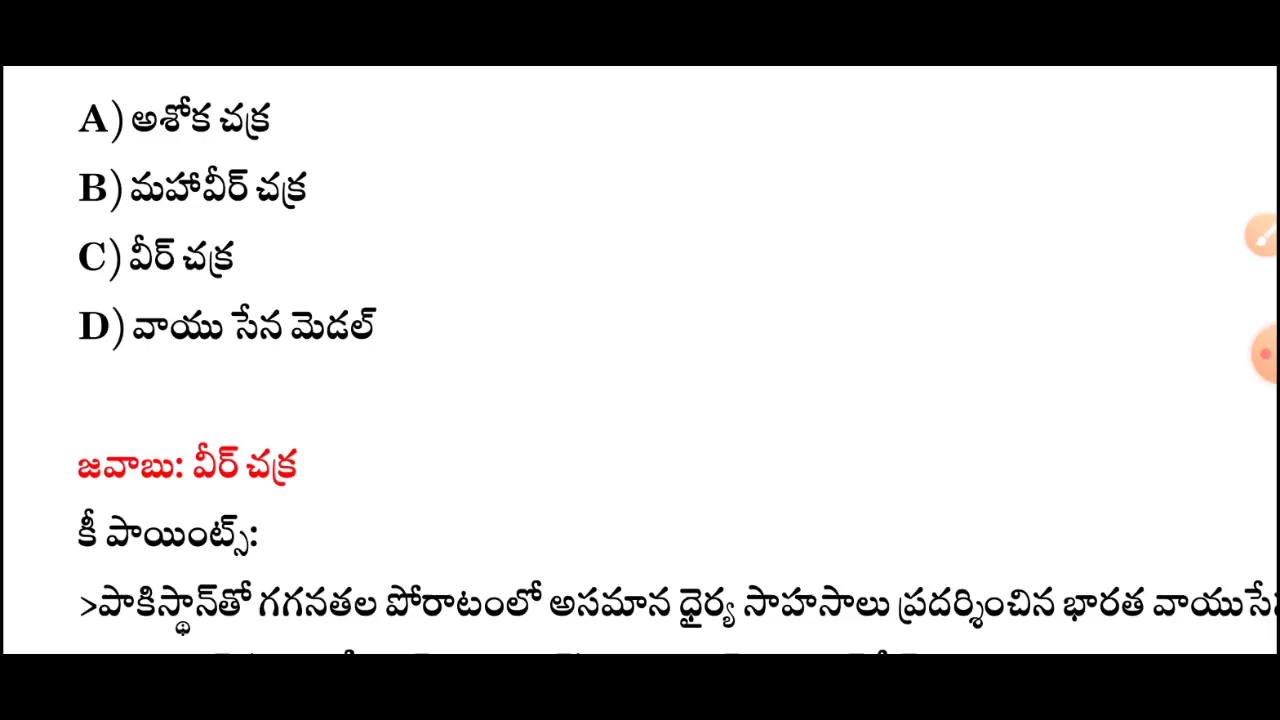 A) అశోక చక్ర
B) మహావీర్ చక్ర
C) వీర్ చక్ర
D) వాయు సేన మెడల్
జవాబు: వీర్ చక్ర
కీ పాయింట్స్:
>పాకిస్థాన్‌తో గగనతల పోరాటంలో అసమాన ధైర్య సాహసాలు ప్రదర్శించిన భారత